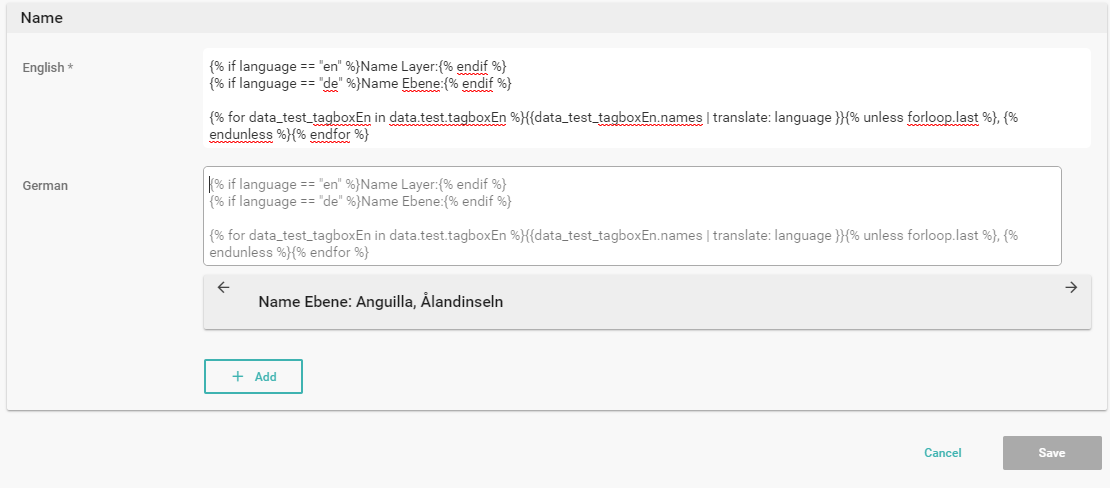 Name
English *
{% if language == "en" %}Name Layer:{% endif %}
{% if language == "de" %}Name Ebene:{% endif %}
{% for data_test_tagboxEn in data.test.tagboxEn %}{{data_test_tagboxEn.names | translate: language }}{% unless forloop.last %}, {%
endunless %}{% endfor %}
German
{% if language == "en" %}Name Layer:{% endif %}
{% if language == "de" %}Name Ebene:{% endif %}
{% for data_test_tagboxEn in data.test.tagboxEn %}{{data_test_tagboxEn.names | translate: language }}{% unless forloop.last %}, {%
endunless %}{% endfor %}
Name Ebene: Anguilla, Ålandinseln
+ Add
Cancel
Save